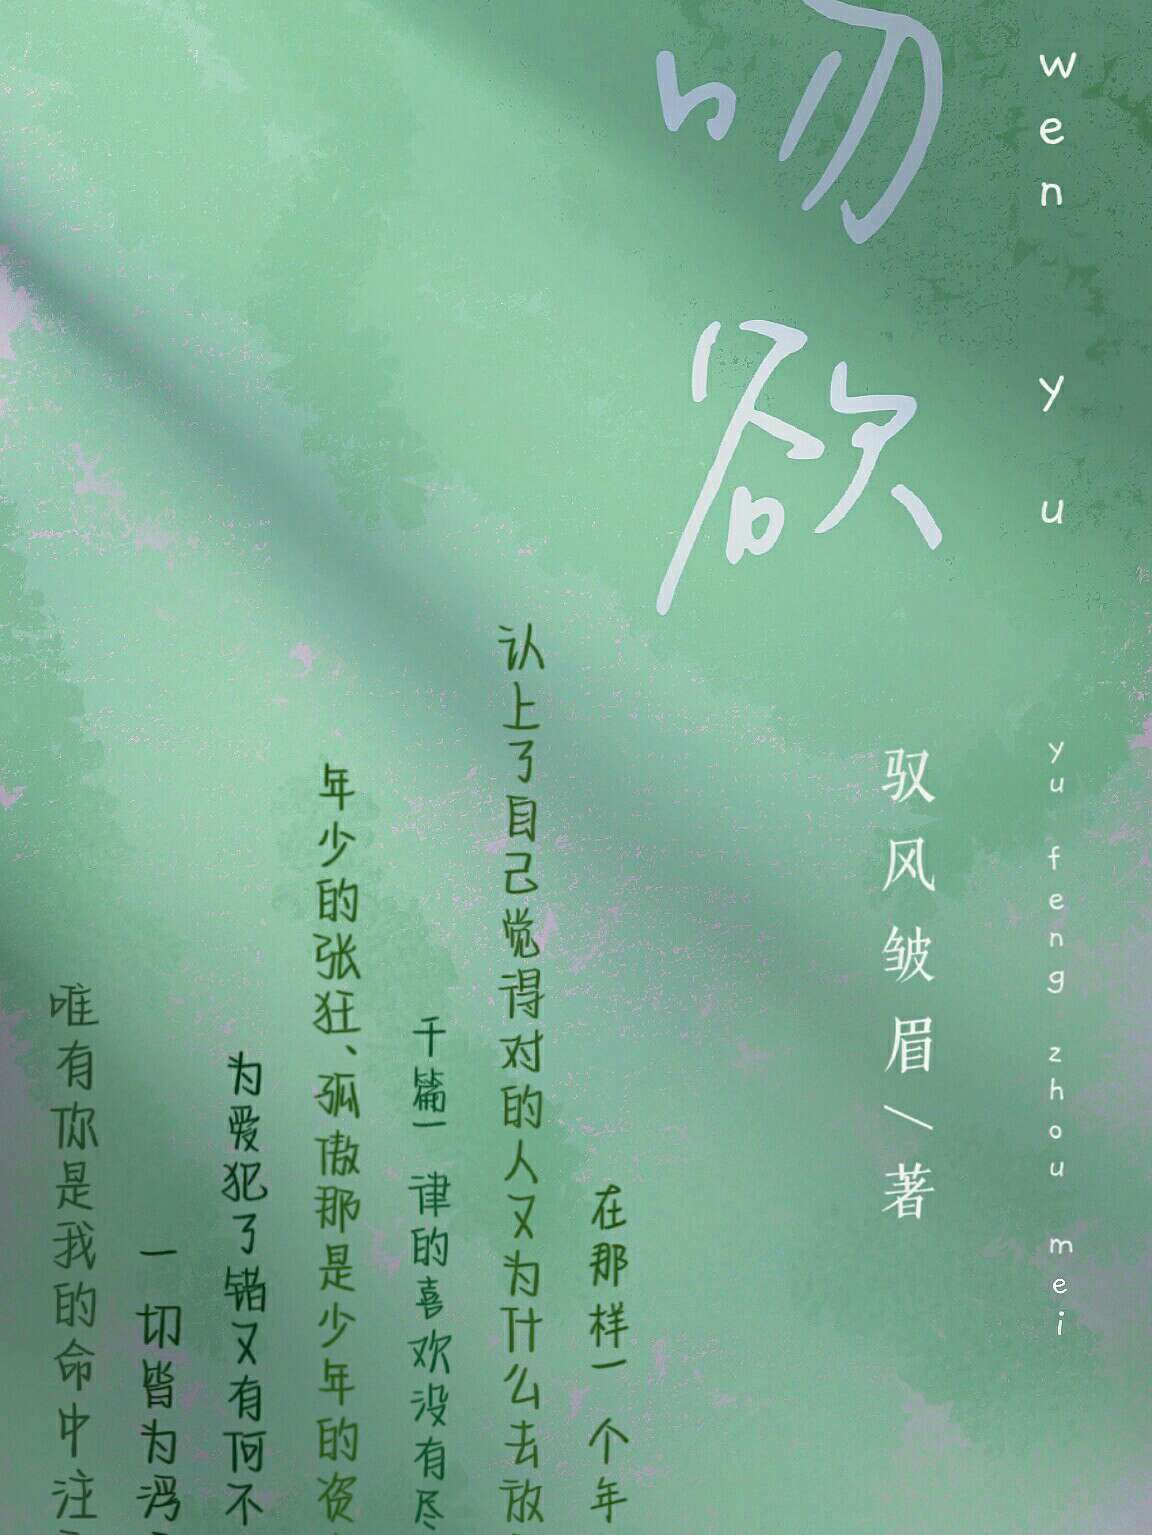 wen yu
吻欲
yu feng zhou mei
驭风皱眉/著
在那样一个年
认上了自己觉得对的人又为什么去放
千篇一律的喜欢没有尽
年少的张狂、孤傲那是少年的资
为爱犯了错又有何不
一切皆为浮
唯有你是我的命中注